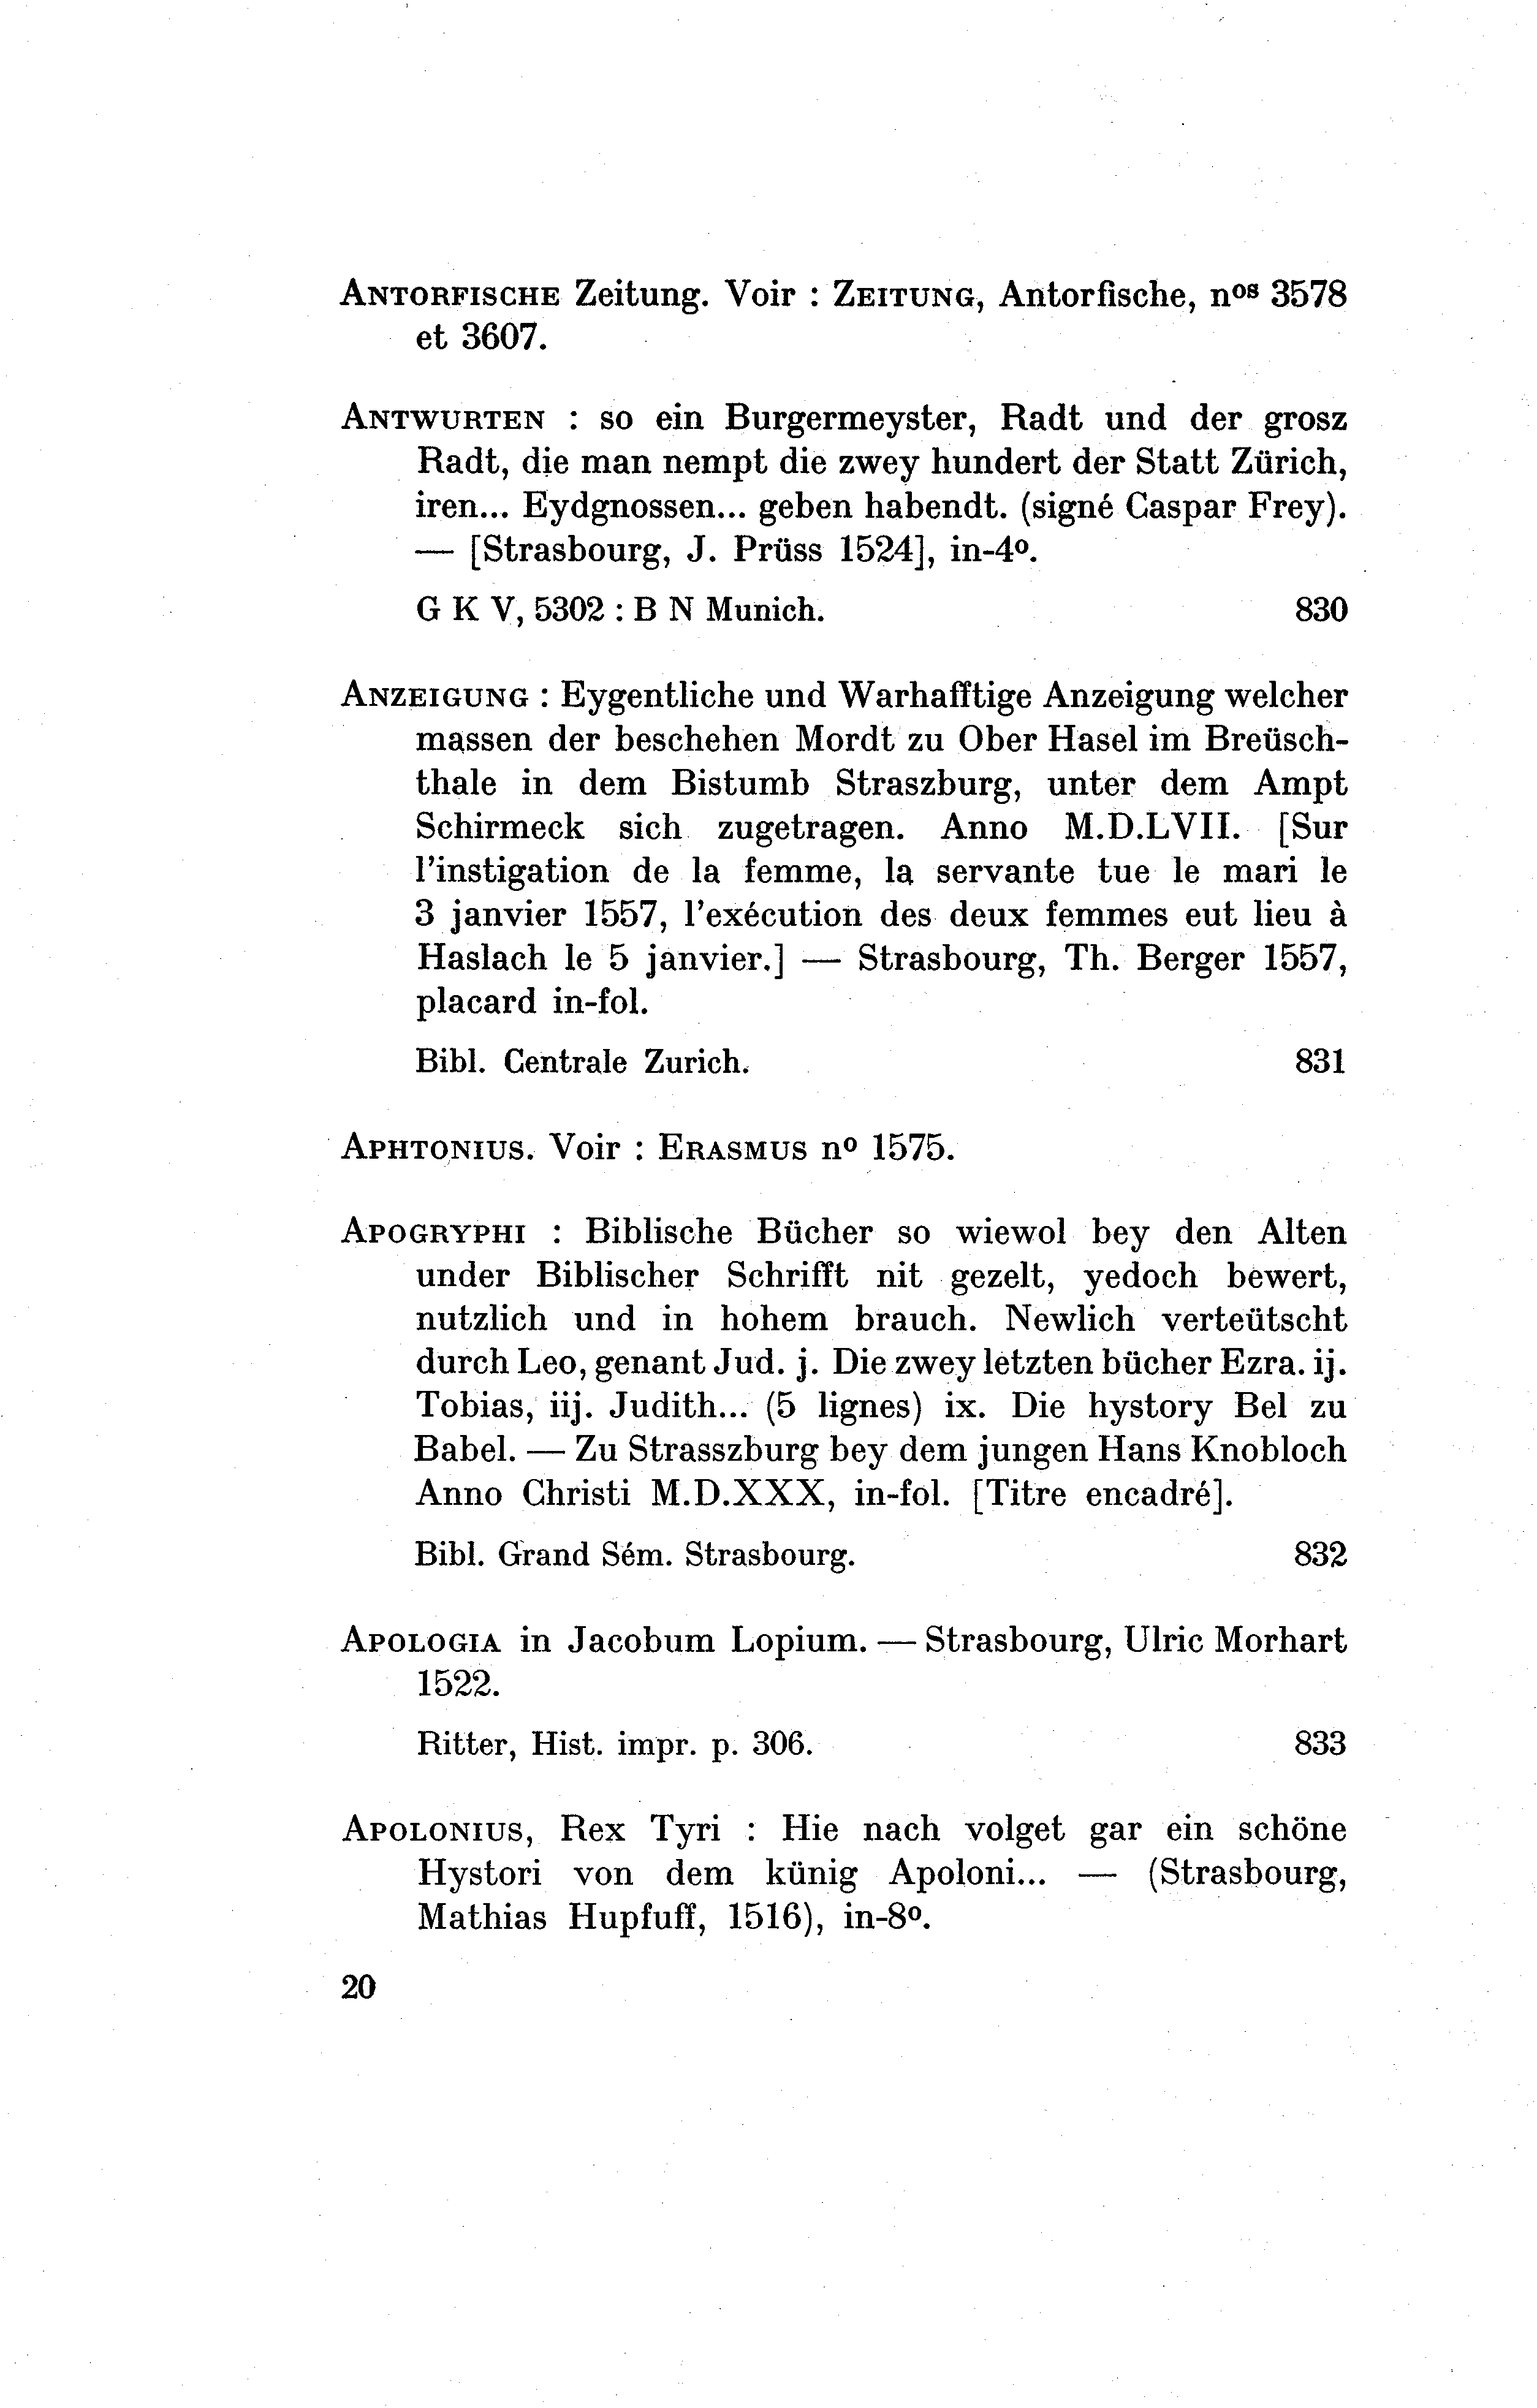 ANTORFISCHE Zeitung. Voir : ZEITUNG, Antorfische, nos 3578
et 3607.
ANTWURTEN : so ein Burgermeyster, Radt und der grosz
Radt, die man nempt die zwey hundert der Statt Zürich,
iren... Eydgnossen... geben habendt. (signé Caspar Frey).
— [Strasbourg, J. Prüss 1524], in-4o.
G K V, 5302 : B N Munich. 830
ANZEIGUNG : Eygentliche und Warhafftige Anzeigung welcher
massen der beschehen Mordt zu Ober Hasel im Breüsch-
thale in dem Bistumb Straszburg, unter dem Ampt
Schirmeck sich zugetragen. Anno M.D.LVII. [Sur
l'instigation de la femme, la servante tue le mari le
3 janvier 1557, l'exécution des deux femmes eut lieu à
Haslach le 5 janvier.] — Strasbourg, Th. Berger 1557,
placard in-fol.
Bibl. Centrale Zurich. 831
APHTONIUS. Voir : ERASMUS no 1575.
APOGRYPHI : Biblische Bücher so wiewol bey den Alten
under Biblischer Schrifft nit gezelt, yedoch bewert,
nutzlich und in hohem brauch. Newlich verteütscht
durch Leo, genant Jud. j. Die zwey letzten bücher Ezra. ij.
Tobias, iij. Judith... (5 lignes) ix. Die hystory Bel zu
Babel. — Zu Strasszburg bey dem jungen Hans Knobloch
Anno Christi M.D.XXX, in-fol. [Titre encadré].
Bibl. Grand Sém. Strasbourg. 832
APOLOGIA in Jacobum Lopium. — Strasbourg, Ulric Morhart
1522.
Ritter, Hist. impr. p. 306. 833
APOLONIUS, Rex Tyri : Hie nach volget gar ein schöne
Hystori von dem künig Apoloni... — (Strasbourg,
Mathias Hupfuff, 1516), in-8o.
20